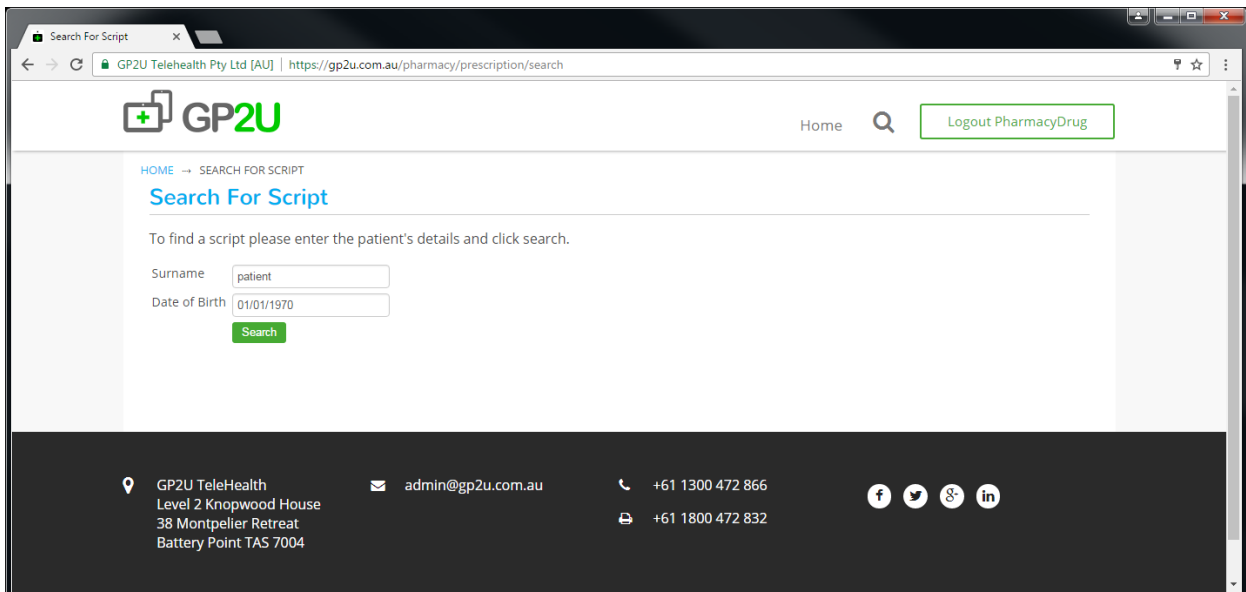 Search For Script
GP2U Telehealth Pty Ltd [AU] | https://gp2u.com.au/pharmacy/prescription/search
GP2U
Home
Logout PharmacyDrug
HOME → SEARCH FOR SCRIPT
Search For Script
To find a script please enter the patient's details and click search.
Surname patient
Date of Birth 01/01/1970
Search
GP2U TeleHealth
Level 2 Knopwood House
38 Montpelier Retreat
Battery Point TAS 7004
admin@gp2u.com.au
+61 1300 472 866
+61 1800 472 832